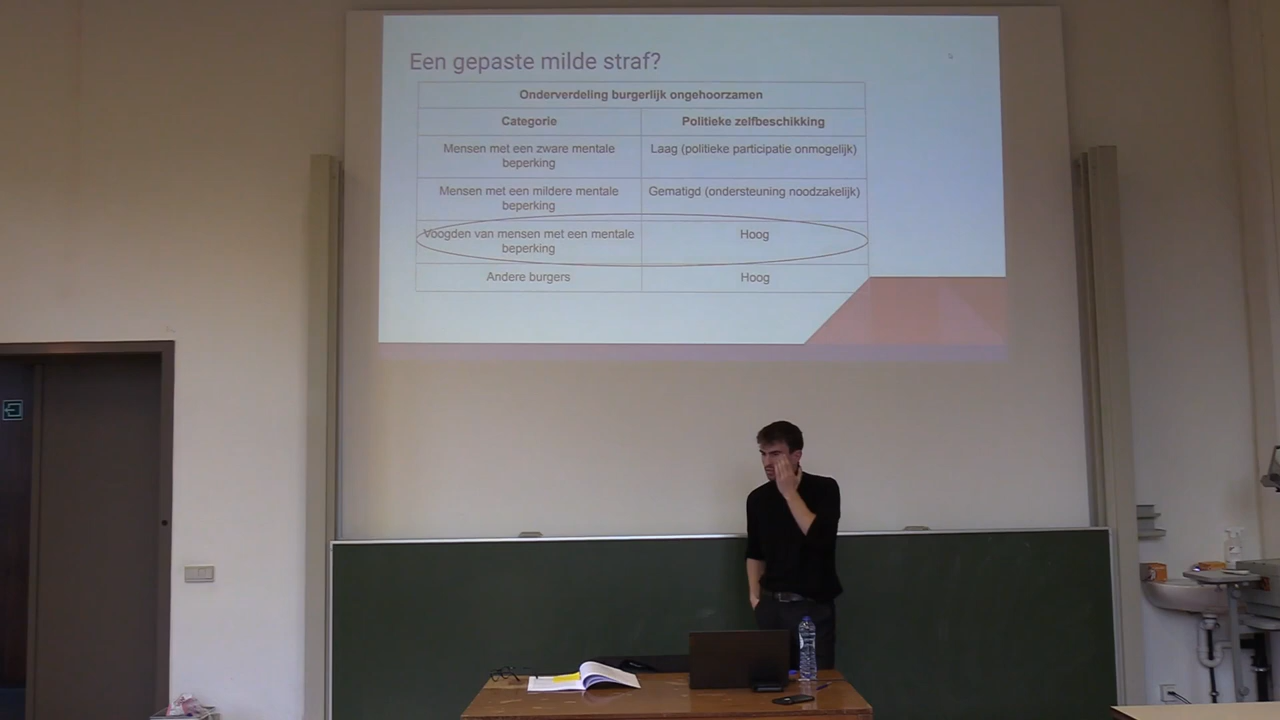 Een gepaste milde straf?
Onderverdeling burgerlijk ongehoorzamen
Categorie
Politieke zelfbeschikking
Mensen met een zware mentale
beperking
Laag (politieke participatie onmogelijk)
Mensen met een mildere mentale
beperking
Gematigd (ondersteuning noodzakelijk)
Voogden van mensen met een mentale
beperking
Hoog
Andere burgers
Hoog